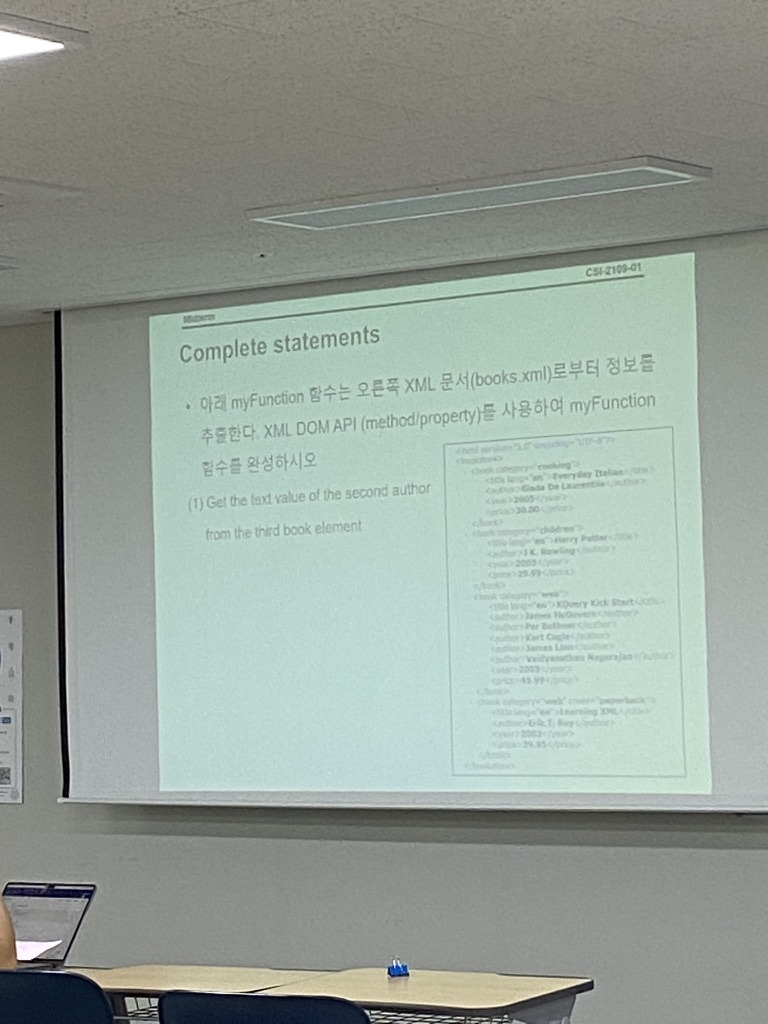 Midterm
CSI-2109-01
Complete statements
• 아래 myFunction 함수는 오른쪽 XML 문서(books.xml)로부터 정보를
추출한다. XML DOM API (method/property)를 사용하여 myFunction
함수를 완성하시오
(1) Get the text value of the second author
from the third book element
<?xml version="1.0" encoding="UTF-8"?>
<bookstore>
<book category="cooking">
<title lang="en">Everyday Italian</title>
<author>Giada De Laurentiis</author>
<year>2005</year>
<price>30.00</price>
</book>
<book category="children">
<title lang="en">Harry Potter</title>
<author>J K. Rowling</author>
<year>2005</year>
<price>29.99</price>
</book>
<book category="web">
<title lang="en">XQuery Kick Start</title>
<author>James McGovern</author>
<author>Per Bothner</author>
<author>Kurt Cagle</author>
<author>James Linn</author>
<author>Vaidyanathan Nagarajan</author>
<year>2003</year>
<price>49.99</price>
</book>
<book category="web" cover="paperback">
<title lang="en">Learning XML</title>
<author>Erik T. Ray</author>
<year>2003</year>
<price>39.95</price>
</book>
</bookstore>